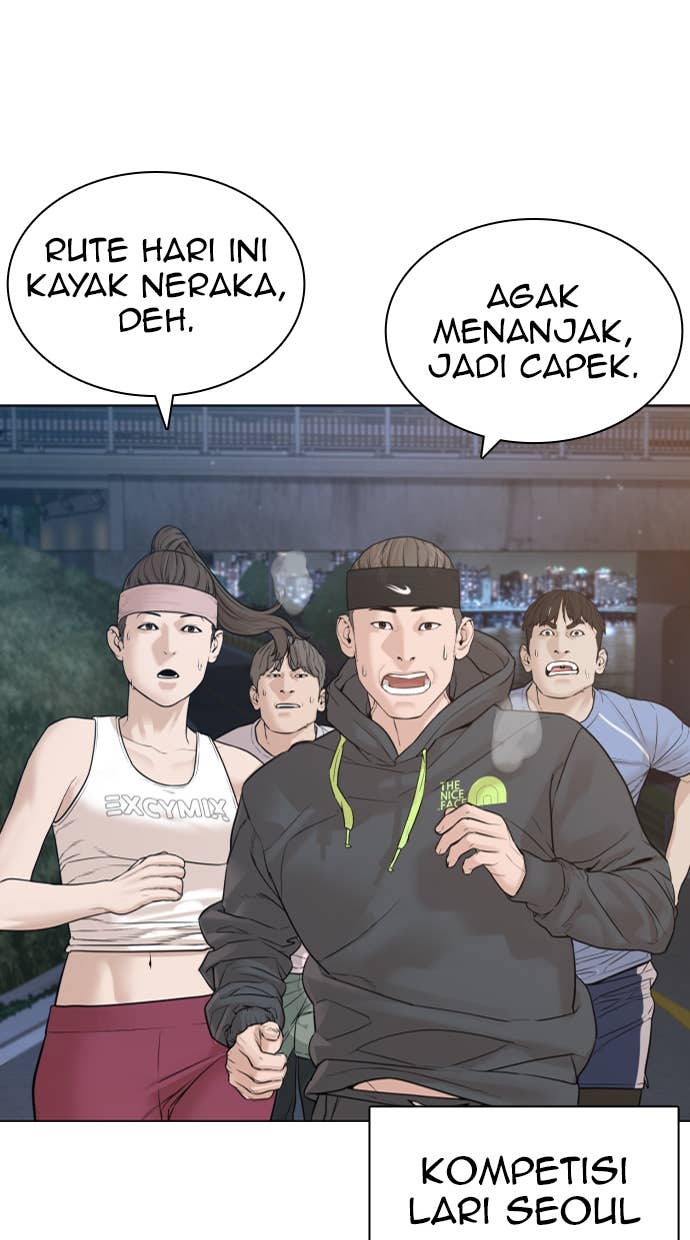 RUTE HARI INI
KAYAK NERAKA,
DEH.
AGAK
MENANJAK,
JADI CAPEK.
EXCYMIX
THE
NICE
FACE
KOMPETISI
LARI SEOUL